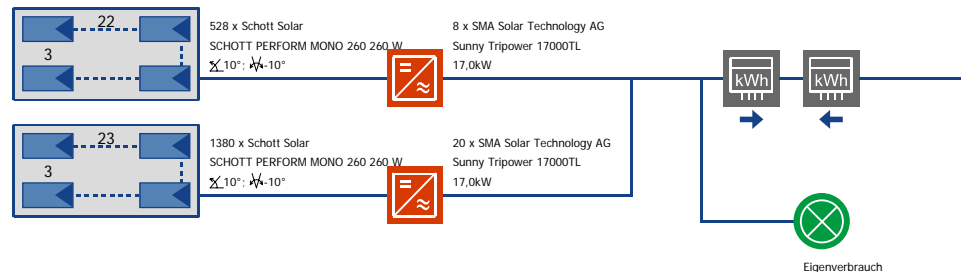 22
3
528 x Schott Solar
SCHOTT PERFORM MONO 260 260 W
10°; -10°
8 x SMA Solar Technology AG
Sunny Tripower 17000TL
17,0kW
kWh
kWh
23
3
1380 x Schott Solar
SCHOTT PERFORM MONO 260 260 W
10°; -10°
20 x SMA Solar Technology AG
Sunny Tripower 17000TL
17,0kW
Eigenverbrauch